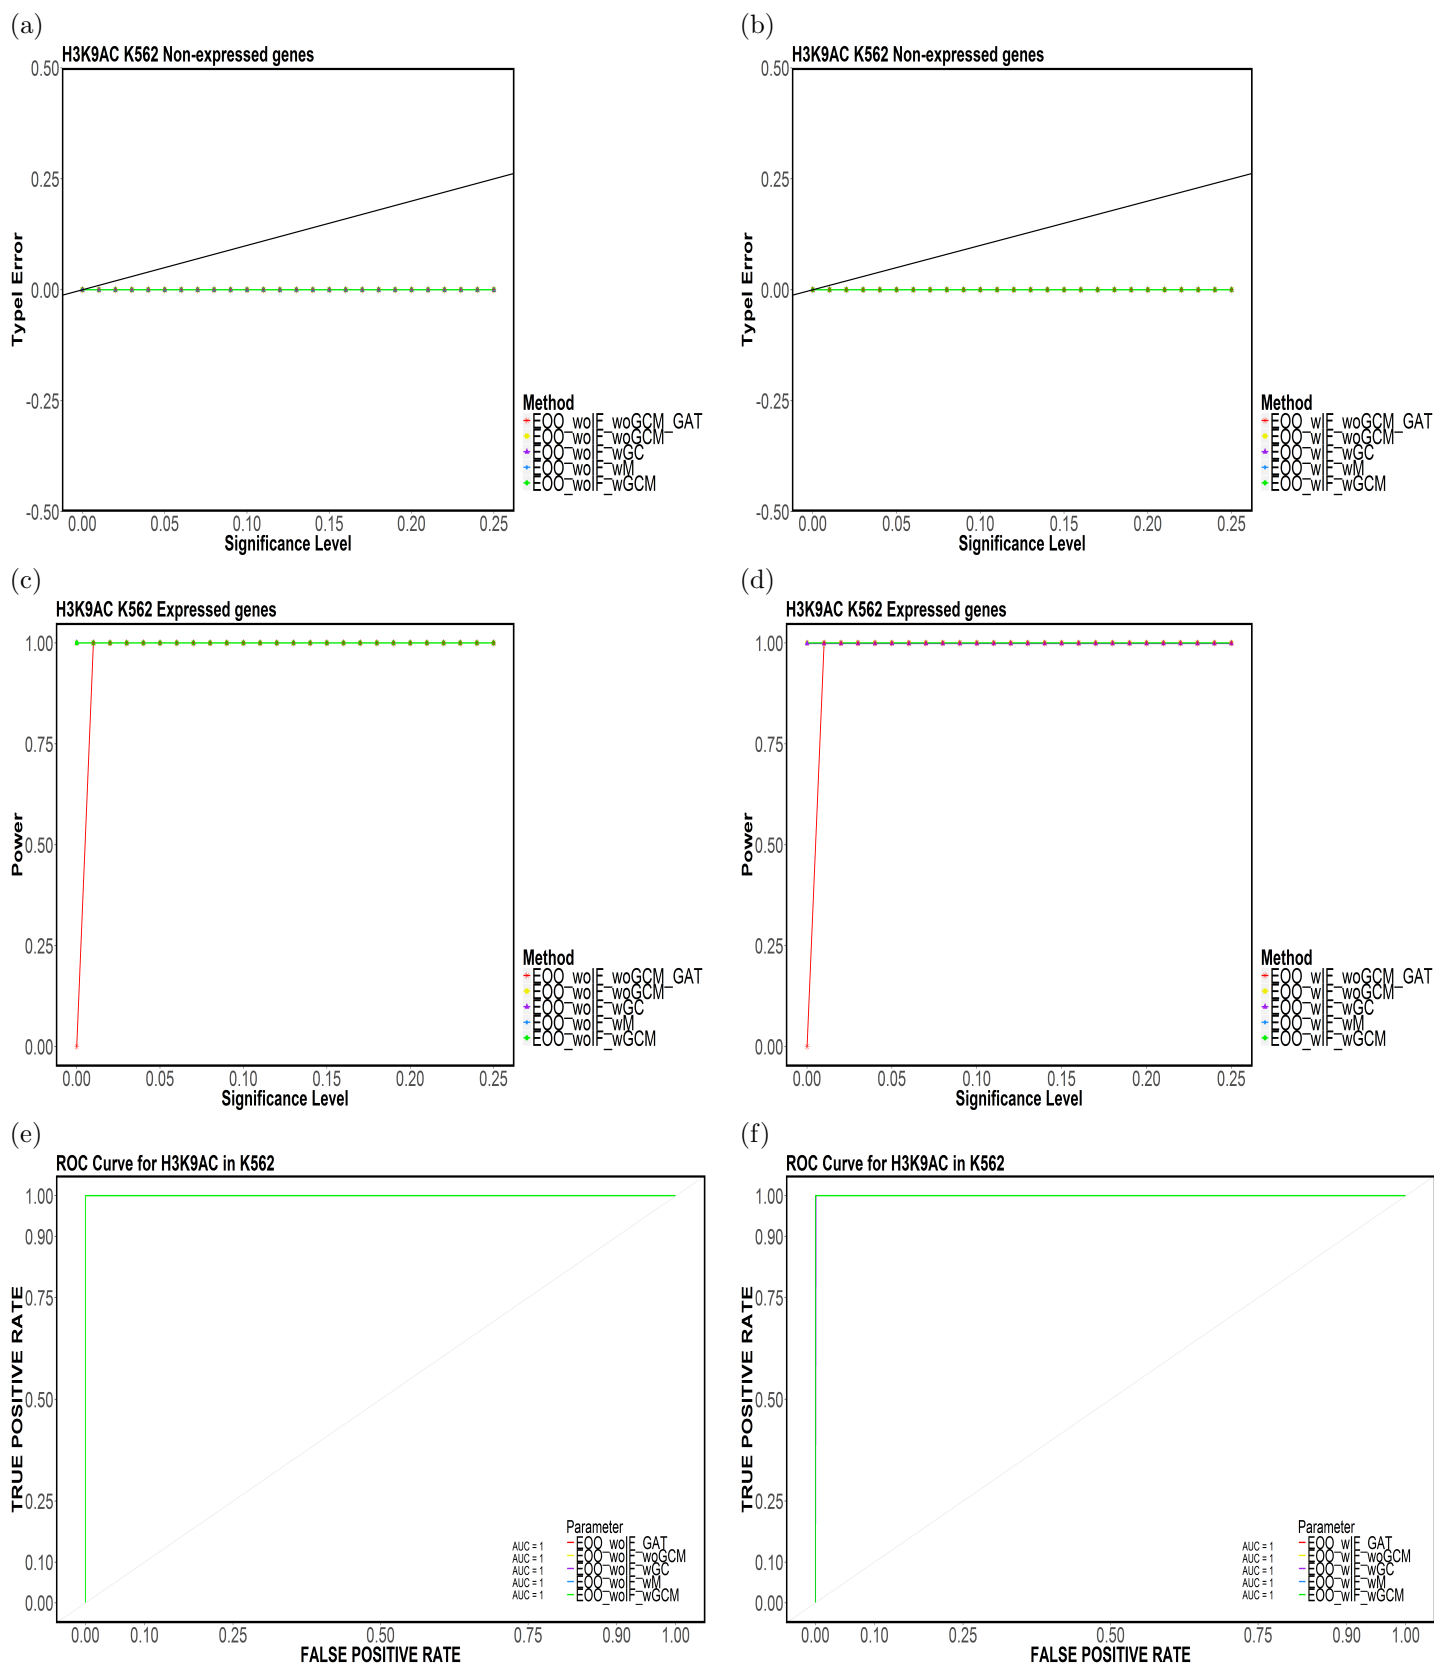 (a)
H3K9AC K562 Non-expressed genes
0.50
0.25
0.00
-0.25
-0.50
TypeI Error
0.00 0.05 0.10 0.15 0.20 0.25
Significance Level
Method
EOO_woIF_woGCM_GAT
EOO_woIF_woGCM
EOO_woIF_wGC
EOO_woIF_wM
EOO_woIF_wGCM
(b)
H3K9AC K562 Non-expressed genes
0.50
0.25
0.00
-0.25
-0.50
TypeI Error
0.00 0.05 0.10 0.15 0.20 0.25
Significance Level
Method
EOO_wIF_woGCM_GAT
EOO_wIF_woGCM
EOO_wIF_wGC
EOO_wIF_wM
EOO_wIF_wGCM
(c)
H3K9AC K562 Expressed genes
1.00
0.75
0.50
0.25
0.00
Power
0.00 0.05 0.10 0.15 0.20 0.25
Significance Level
Method
EOO_woIF_woGCM_GAT
EOO_woIF_woGCM
EOO_woIF_wGC
EOO_woIF_wM
EOO_woIF_wGCM
(d)
H3K9AC K562 Expressed genes
1.00
0.75
0.50
0.25
0.00
Power
0.00 0.05 0.10 0.15 0.20 0.25
Significance Level
Method
EOO_wIF_woGCM_GAT
EOO_wIF_woGCM
EOO_wIF_wGC
EOO_wIF_wM
EOO_wIF_wGCM
(e)
ROC Curve for H3K9AC in K562
1.00
0.90
0.75
0.50
0.25
0.10
0.00
TRUE POSITIVE RATE
Parameter
AUC = 1 EOO_woIF_GAT
AUC = 1 EOO_woIF_woGCM
AUC = 1 EOO_woIF_wGC
AUC = 1 EOO_woIF_wM
AUC = 1 EOO_woIF_wGCM
0.00 0.10 0.25 0.50 0.75 0.90 1.00
FALSE POSITIVE RATE
(f)
ROC Curve for H3K9AC in K562
1.00
0.90
0.75
0.50
0.25
0.10
0.00
TRUE POSITIVE RATE
Parameter
AUC = 1 EOO_wIF_GAT
AUC = 1 EOO_wIF_woGCM
AUC = 1 EOO_wIF_wGC
AUC = 1 EOO_wIF_wM
AUC = 1 EOO_wIF_wGCM
0.00 0.10 0.25 0.50 0.75 0.90 1.00
FALSE POSITIVE RATE